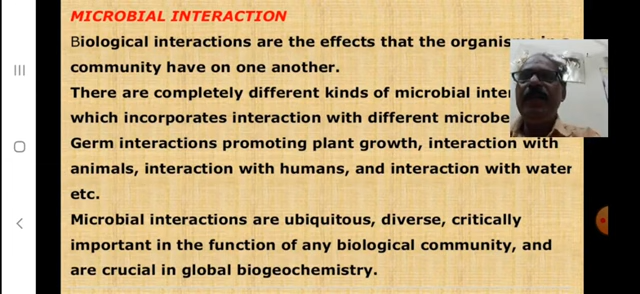 MICROBIAL INTERACTION
Biological interactions are the effects that the
community have on one another.
There are completely different kinds of microbial
which incorporates interaction with different
Germ interactions promoting plant growth, interaction with
animals, interaction with humans, and interaction with water
etc.
Microbial interactions are ubiquitous, diverse, critically
important in the function of any biological community, and
are crucial in global biogeochemistry.